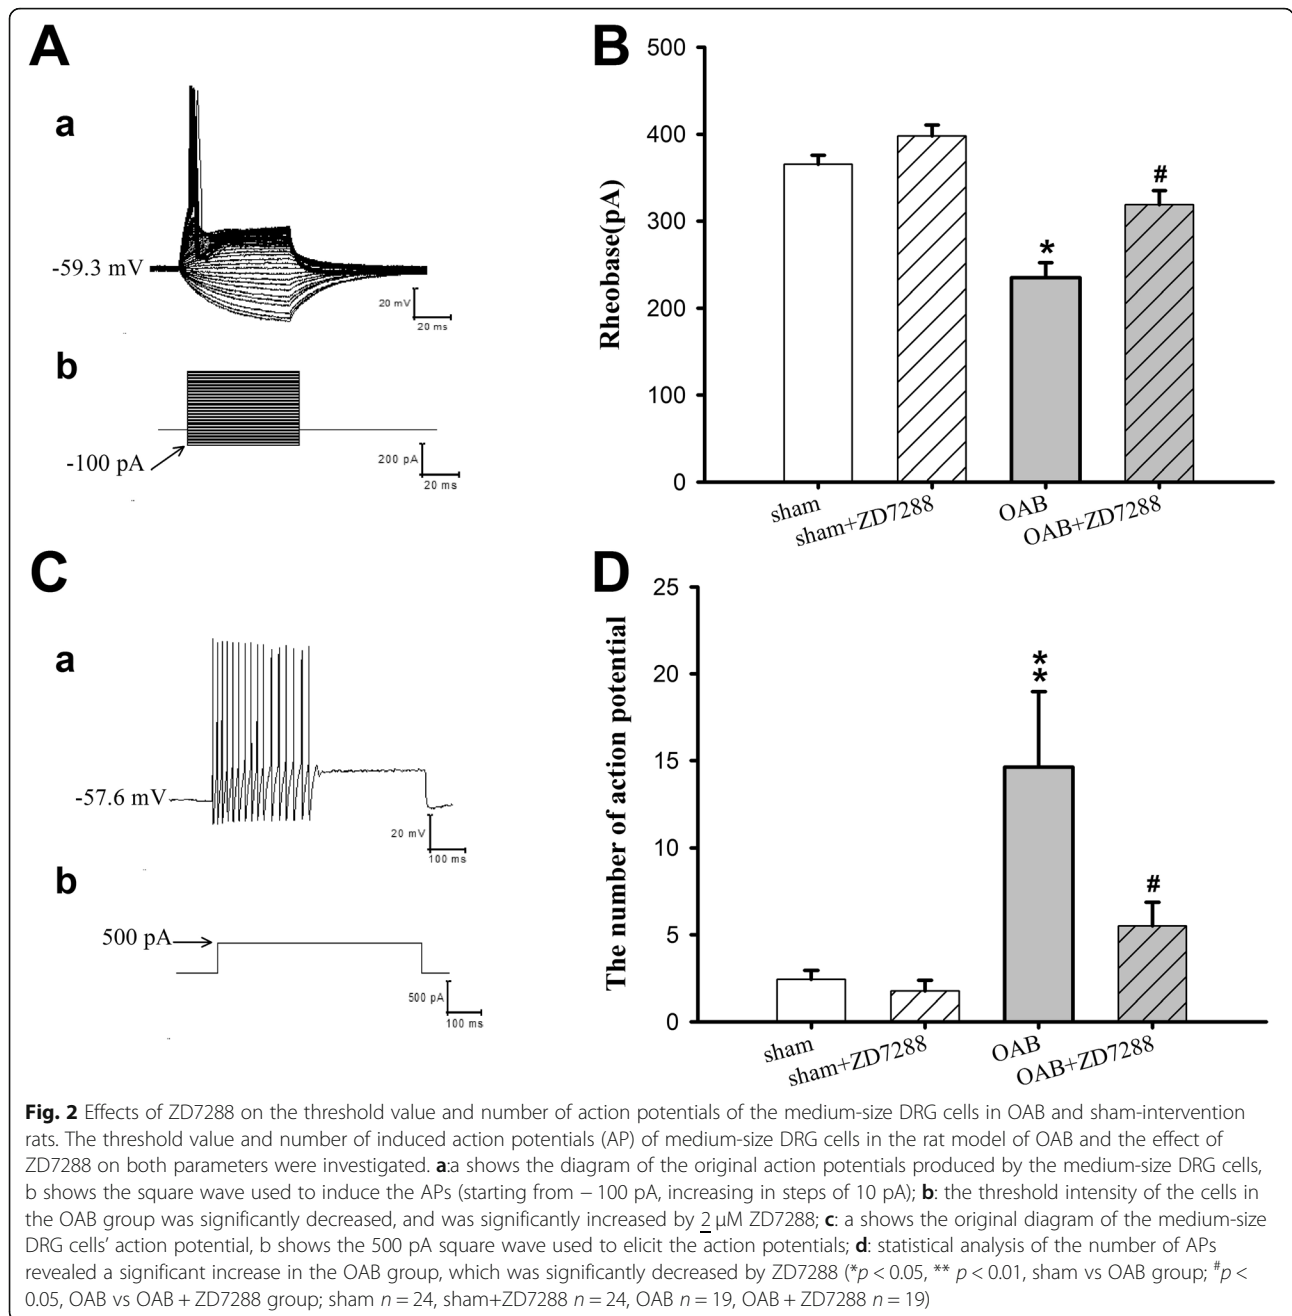 A
a
-59.3 mV
20 mV
20 ms
b
-100 pA
200 pA
20 ms
B
Rheobase(pA)
500
400
300
200
100
0
*
#
sham
sham+ZD7288
OAB
OAB+ZD7288
C
a
-57.6 mV
20 mV
100 ms
b
500 pA
500 pA
100 ms
D
The number of action potential
25
20
15
10
5
0
*
*
#
sham
sham+ZD7288
OAB
OAB+ZD7288
Fig. 2 Effects of ZD7288 on the threshold value and number of action potentials of the medium-size DRG cells in OAB and sham-intervention
rats. The threshold value and number of induced action potentials (AP) of medium-size DRG cells in the rat model of OAB and the effect of
ZD7288 on both parameters were investigated. a:a shows the diagram of the original action potentials produced by the medium-size DRG cells,
b shows the square wave used to induce the APs (starting from − 100 pA, increasing in steps of 10 pA); b: the threshold intensity of the cells in
the OAB group was significantly decreased, and was significantly increased by 2 μM ZD7288; c: a shows the original diagram of the medium-size
DRG cells' action potential, b shows the 500 pA square wave used to elicit the action potentials; d: statistical analysis of the number of APs
revealed a significant increase in the OAB group, which was significantly decreased by ZD7288 (*p < 0.05, ** p < 0.01, sham vs OAB group; #p <
0.05, OAB vs OAB + ZD7288 group; sham n = 24, sham+ZD7288 n = 24, OAB n = 19, OAB + ZD7288 n = 19)